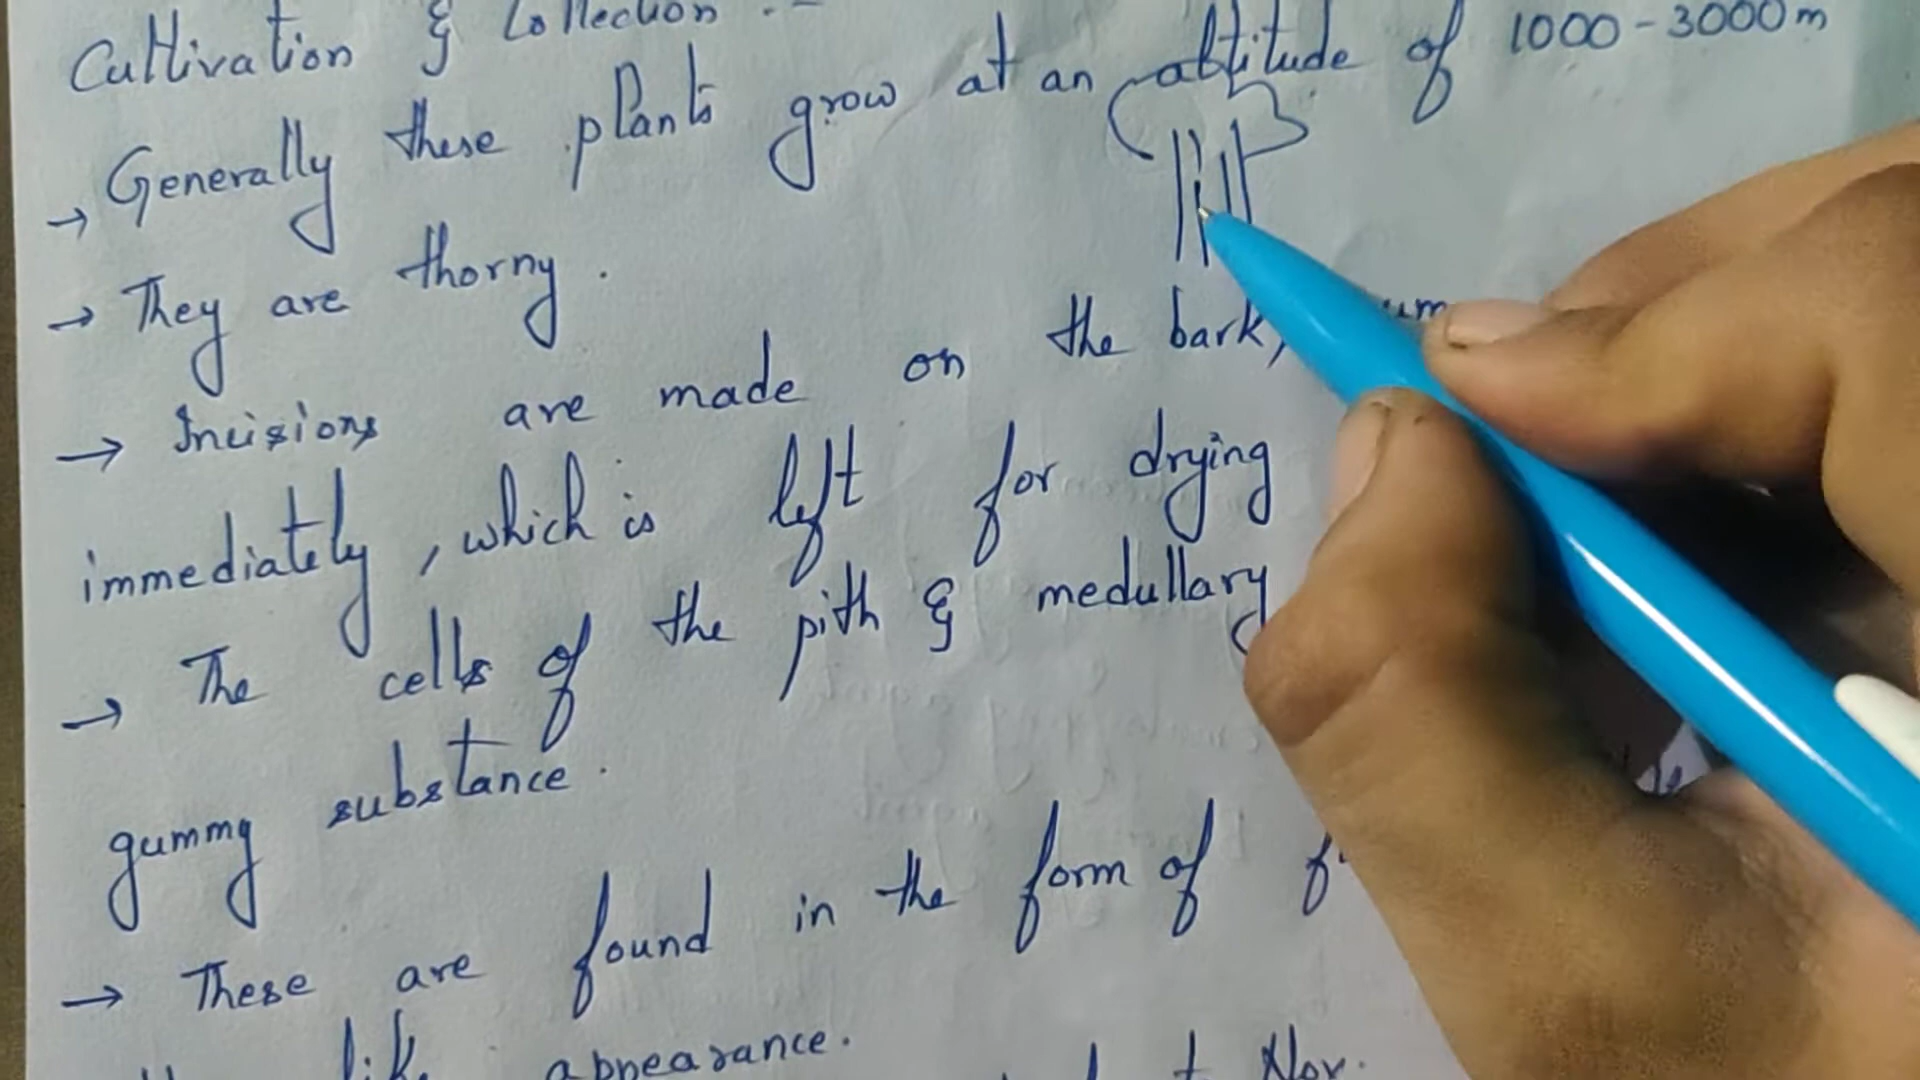 Cultivation & Collection :-
→ Generally these plants grow at an altitude of 1000-3000m
→ They are thorny.
→ Incisions are made on the bark,
immediately, which is left for drying
→ The cells of the pith & medullary
gummy substance.
→ These are found in the form of
like appearance.
Nov.